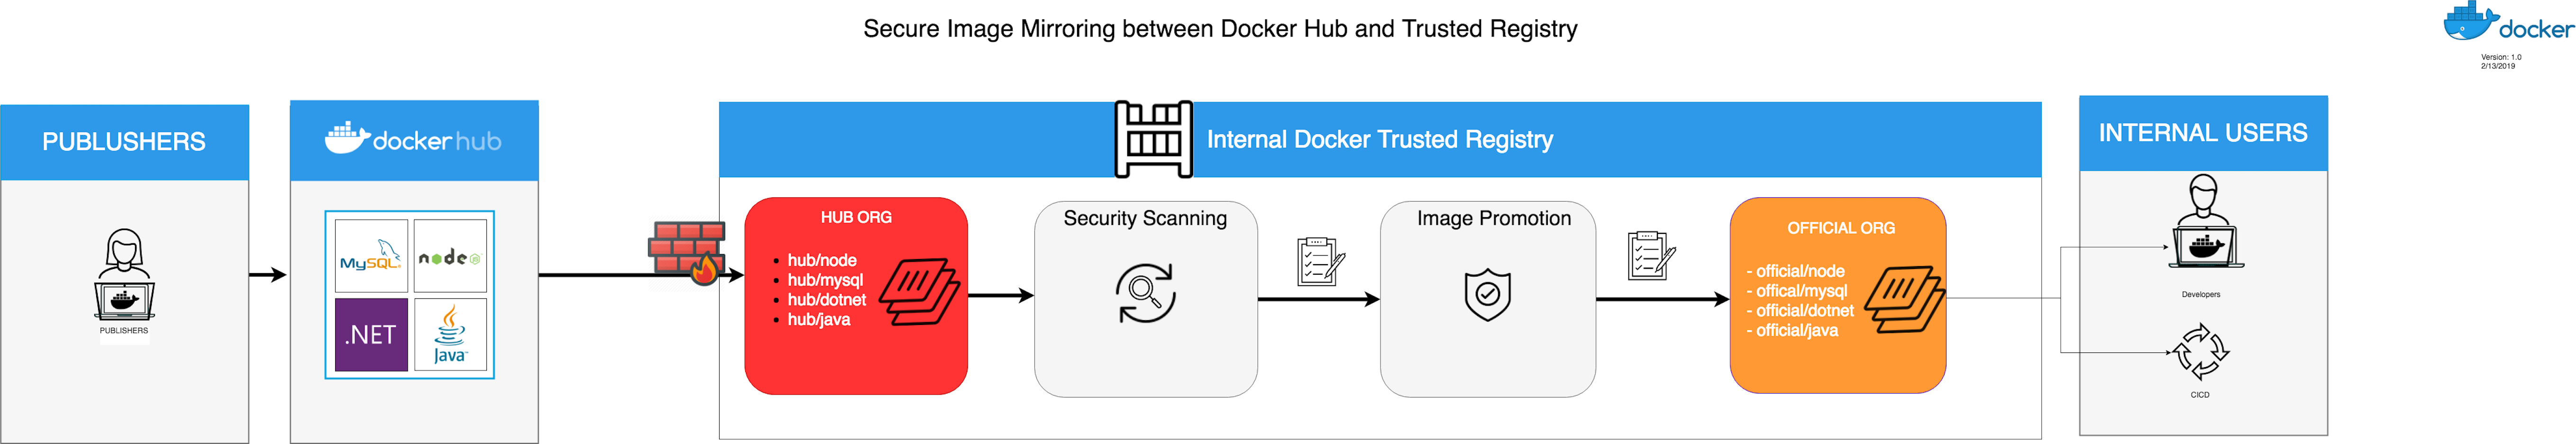 Secure Image Mirroring between Docker Hub and Trusted Registry
docker
Version: 1.0
2/13/2019
PUBLUSHERS
PUBLISHERS
docker hub
MySQL
node
JS
.NET
Java
Internal Docker Trusted Registry
HUB ORG
• hub/node
• hub/mysql
• hub/dotnet
• hub/java
Security Scanning
Image Promotion
OFFICIAL ORG
- official/node
- offical/mysql
- official/dotnet
- official/java
INTERNAL USERS
Developers
CICD